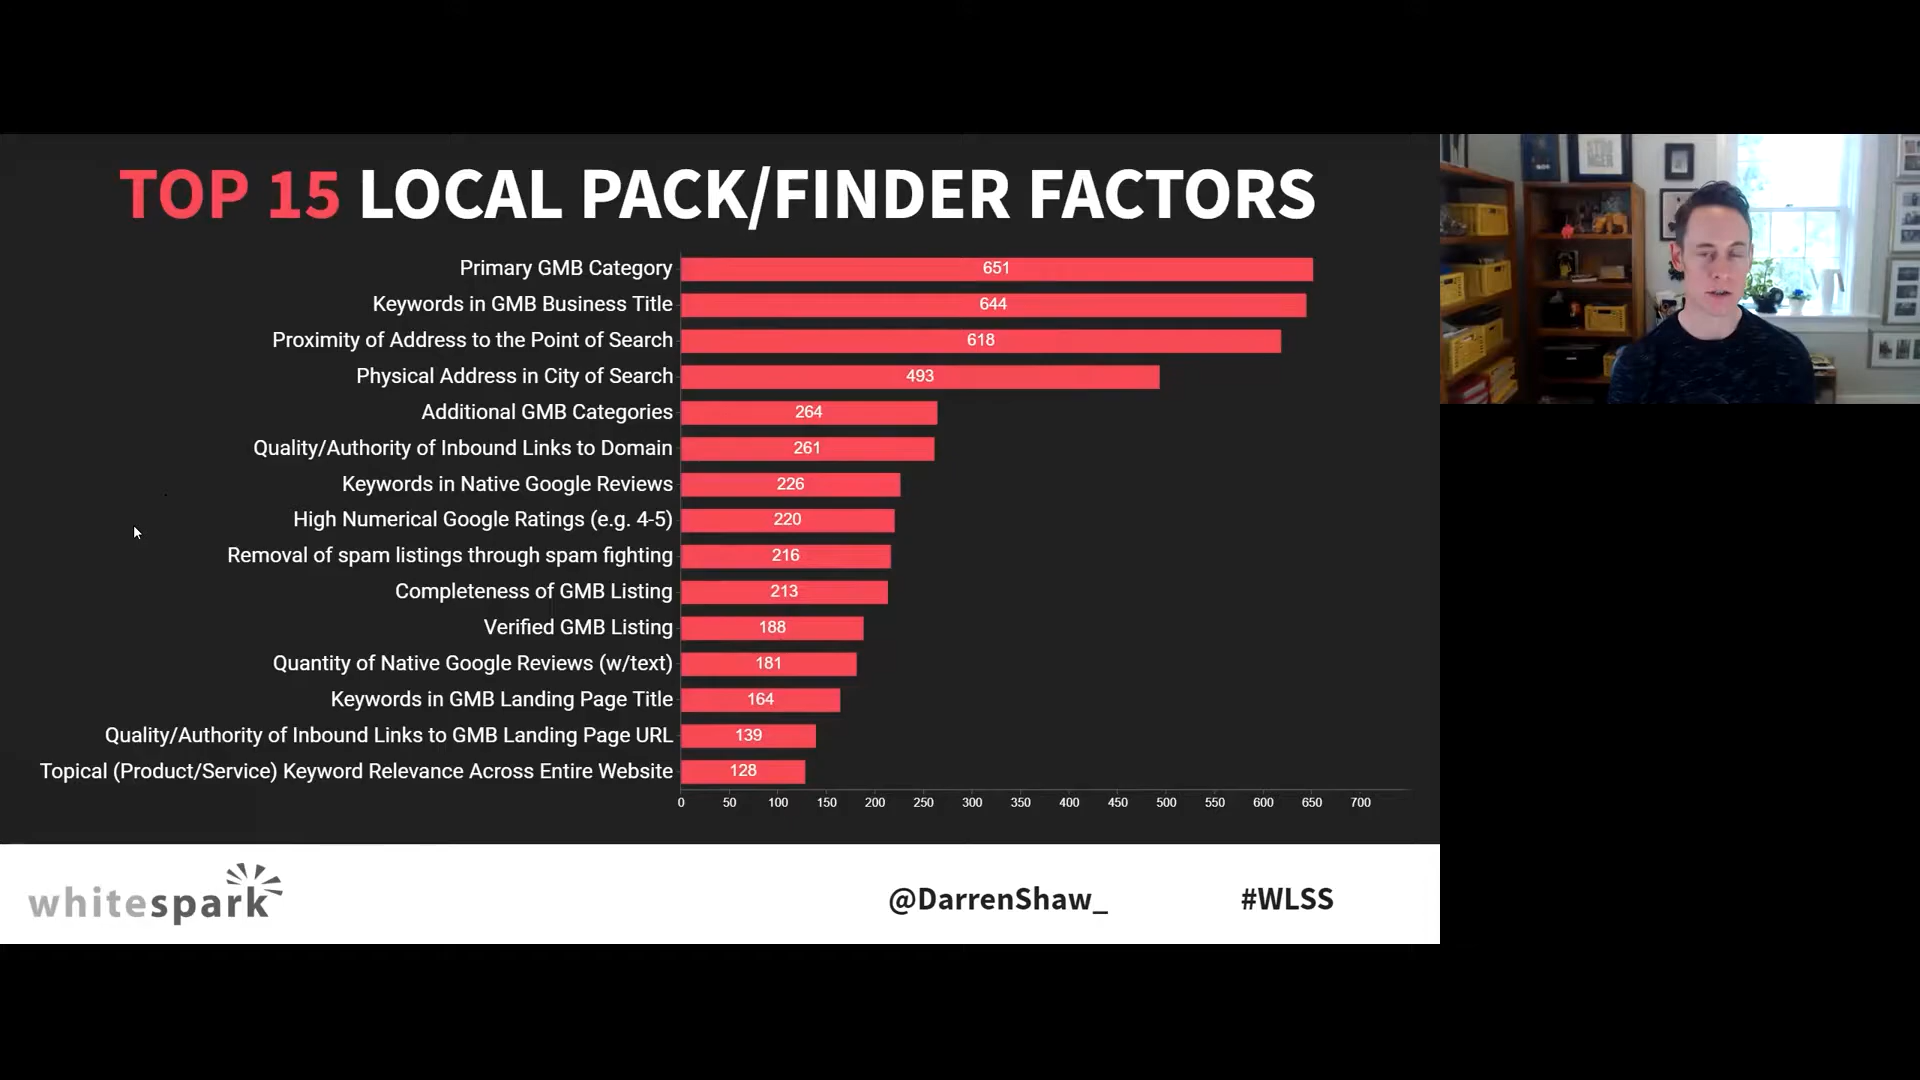 TOP 15 LOCAL PACK/FINDER FACTORS
Primary GMB Category 651
Keywords in GMB Business Title 644
Proximity of Address to the Point of Search 618
Physical Address in City of Search 493
Additional GMB Categories 264
Quality/Authority of Inbound Links to Domain 261
Keywords in Native Google Reviews 226
High Numerical Google Ratings (e.g. 4-5) 220
Removal of spam listings through spam fighting 216
Completeness of GMB Listing 213
Verified GMB Listing 188
Quantity of Native Google Reviews (w/text) 181
Keywords in GMB Landing Page Title 164
Quality/Authority of Inbound Links to GMB Landing Page URL 139
Topical (Product/Service) Keyword Relevance Across Entire Website 128
0 50 100 150 200 250 300 350 400 450 500 550 600 650 700
whitespark @DarrenShaw_ #WLSS